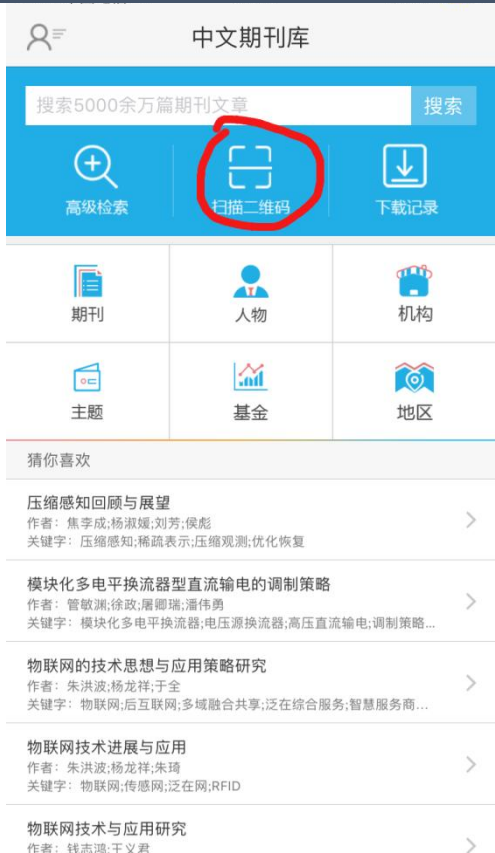 中文期刊库
搜索5000余万篇期刊文章
搜索
高级检索
扫描二维码
下载记录
期刊
人物
机构
主题
基金
地区
猜你喜欢
压缩感知回顾与展望
作者：焦李成;杨淑媛;刘芳;侯彪
关键字：压缩感知;稀疏表示;压缩观测;优化恢复
模块化多电平换流器型直流输电的调制策略
作者：管敏渊;徐政;屠卿瑞;潘伟勇
关键字：模块化多电平换流器;电压源换流器;高压直流输电;调制策略...
物联网的技术思想与应用策略研究
作者：朱洪波;杨龙祥;于全
关键字：物联网;后互联网;多域融合共享;泛在综合服务;智慧服务商...
物联网技术进展与应用
作者：朱洪波;杨龙祥;朱琦
关键字：物联网;传感网;泛在网;RFID
物联网技术与应用研究
作者：钱志鸿;王义君